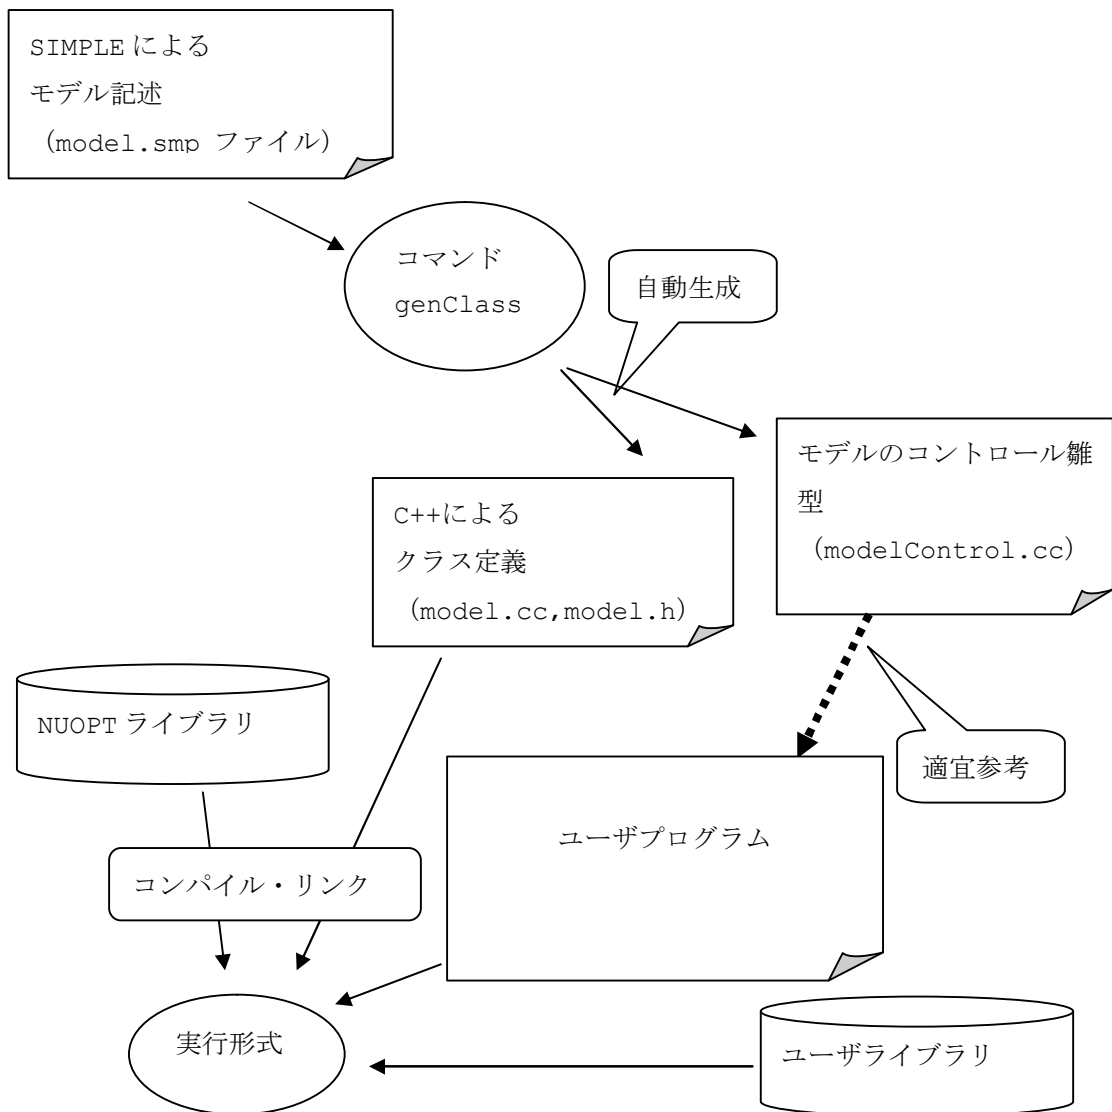 SIMPLE による
モデル記述
（model.smp ファイル）
コマンド
genClass
自動生成
モデルのコントロール雛
型
（modelControl.cc）
C++による
クラス定義
（model.cc,model.h）
NUOPT ライブラリ
適宜参考
ユーザプログラム
コンパイル・リンク
実行形式
ユーザライブラリ